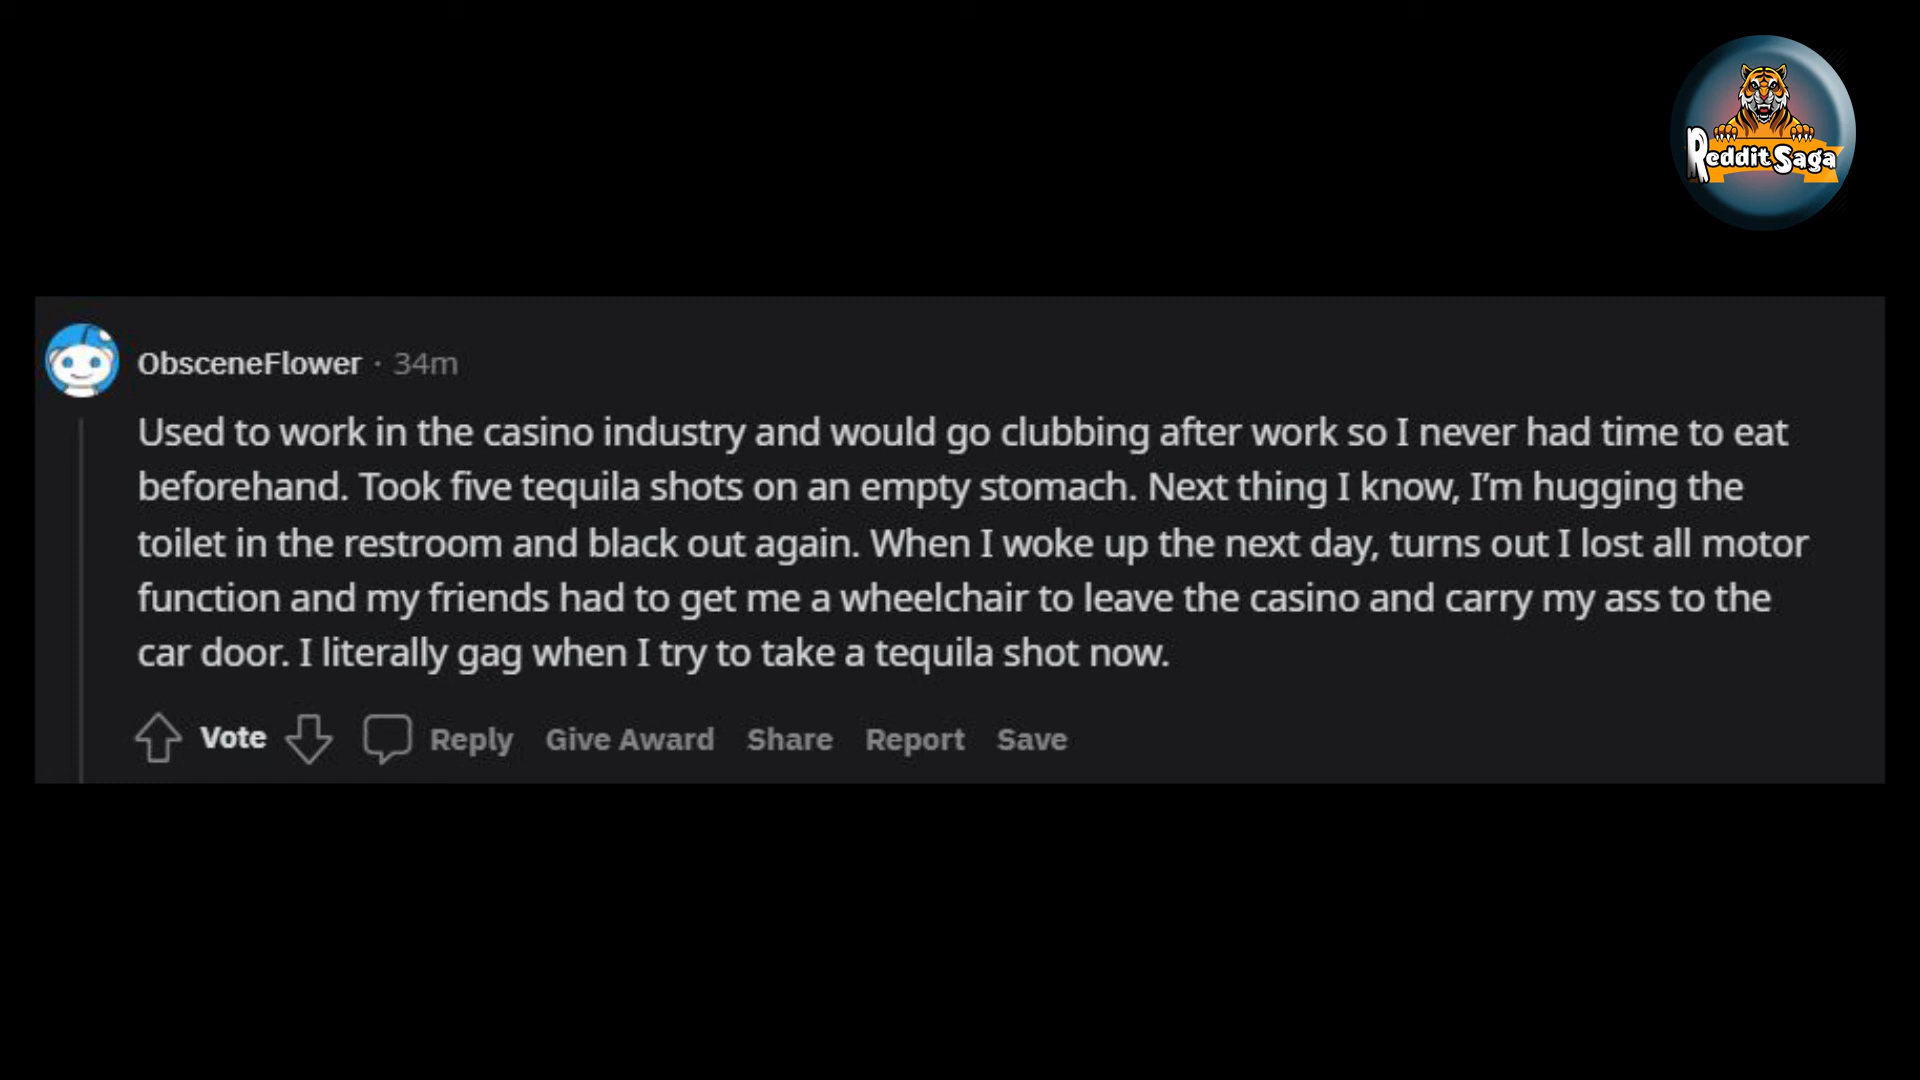 Reddit Saga
ObsceneFlower · 34m
Used to work in the casino industry and would go clubbing after work so I never had time to eat
beforehand. Took five tequila shots on an empty stomach. Next thing I know, I’m hugging the
toilet in the restroom and black out again. When I woke up the next day, turns out I lost all motor
function and my friends had to get me a wheelchair to leave the casino and carry my ass to the
car door. I literally gag when I try to take a tequila shot now.
Vote Reply Give Award Share Report Save